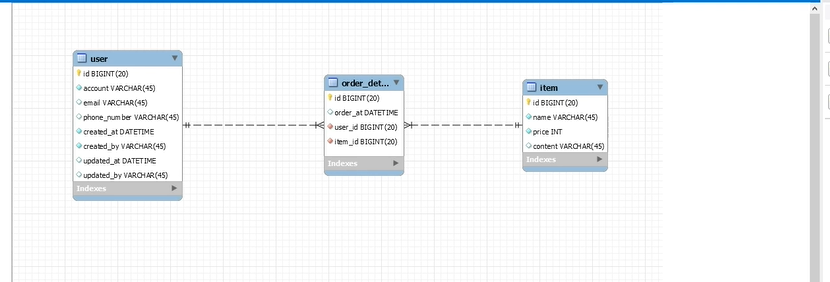 user
id BIGINT(20)
account VARCHAR(45)
email VARCHAR(45)
phone_number VARCHAR(45)
created_at DATETIME
created_by VARCHAR(45)
updated_at DATETIME
updated_by VARCHAR(45)
Indexes
order_det...
id BIGINT(20)
order_at DATETIME
user_id BIGINT(20)
item_id BIGINT(20)
Indexes
item
id BIGINT(20)
name VARCHAR(45)
price INT
content VARCHAR(45)
Indexes